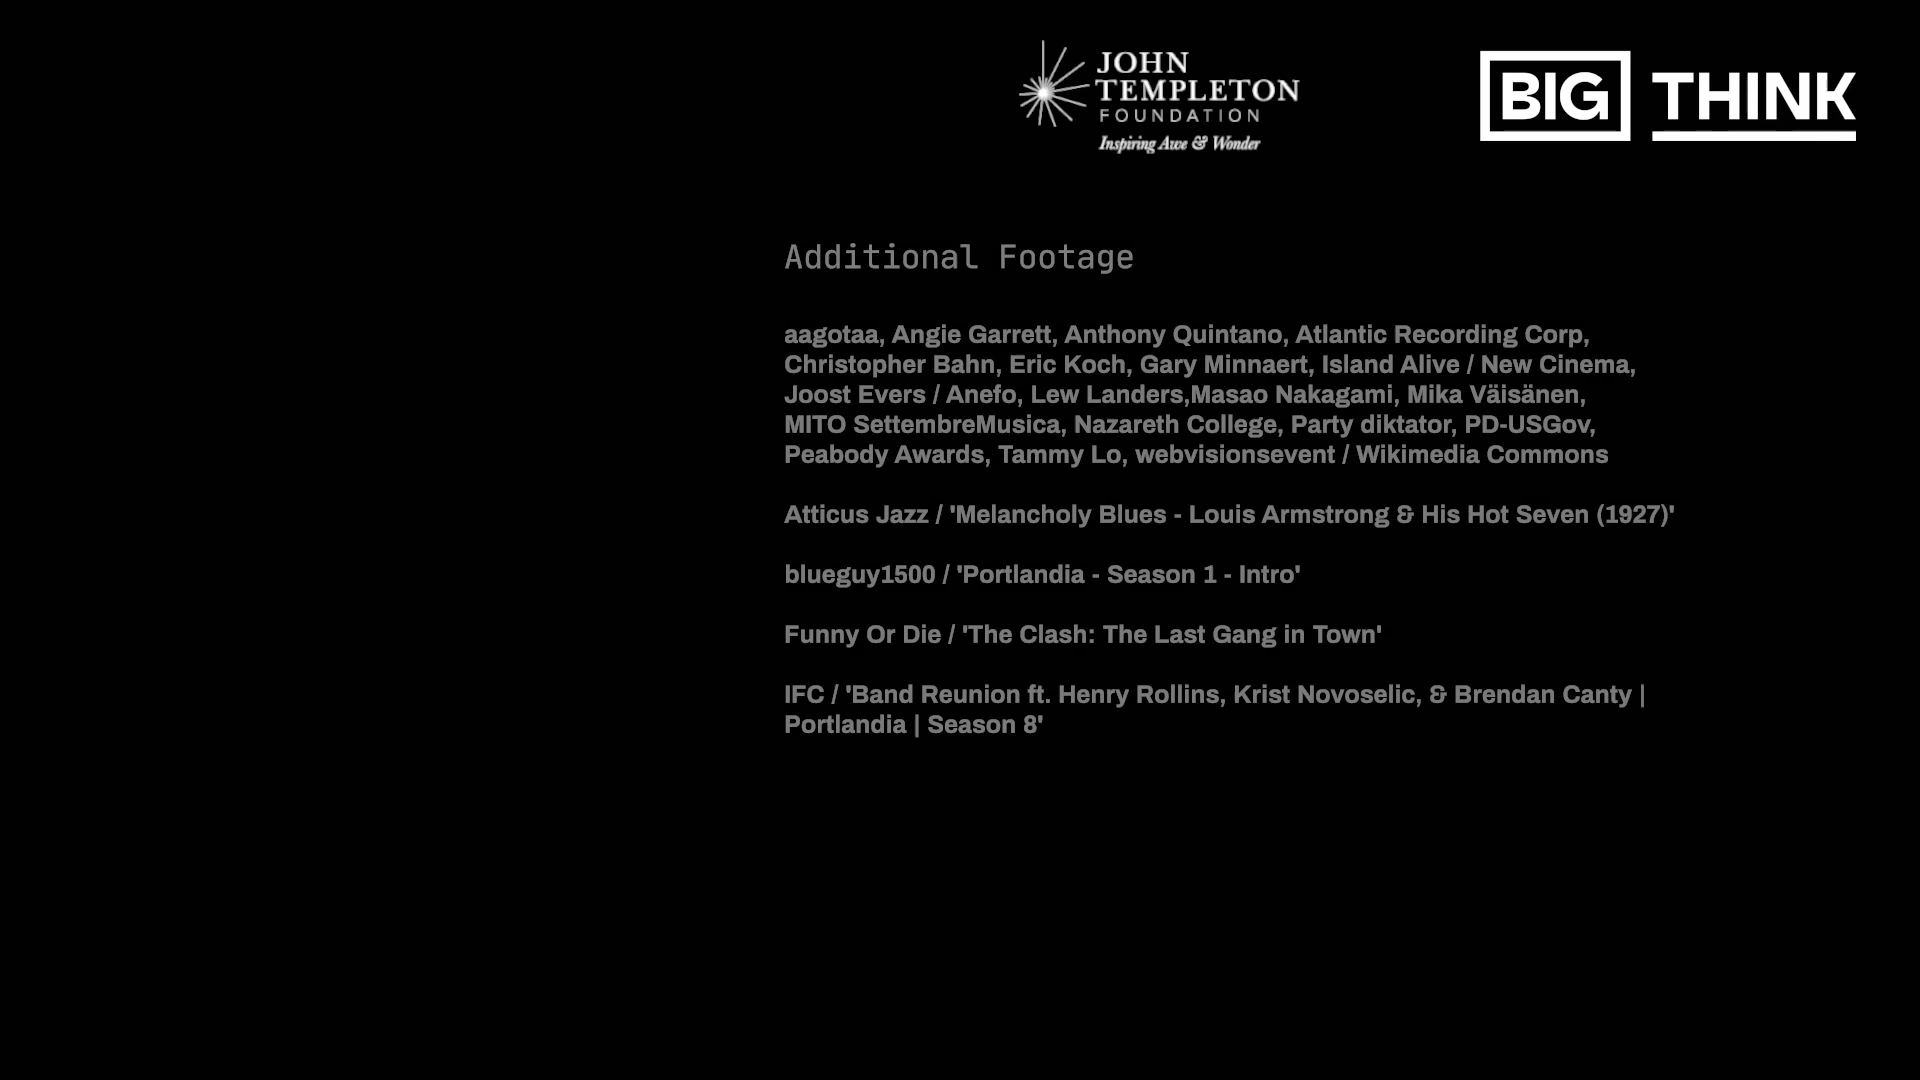 JOHN
TEMPLETON
FOUNDATION
Inspiring Awe & Wonder
BIG THINK
Additional Footage
aagotaa, Angie Garrett, Anthony Quintano, Atlantic Recording Corp,
Christopher Bahn, Eric Koch, Gary Minnaert, Island Alive / New Cinema,
Joost Evers / Anefo, Lew Landers,Masao Nakagami, Mika Väisänen,
MITO SettembreMusica, Nazareth College, Party diktator, PD-USGov,
Peabody Awards, Tammy Lo, webvisionsevent / Wikimedia Commons
Atticus Jazz / 'Melancholy Blues - Louis Armstrong & His Hot Seven (1927)'
blueguy1500 / 'Portlandia - Season 1 - Intro'
Funny Or Die / 'The Clash: The Last Gang in Town'
IFC / 'Band Reunion ft. Henry Rollins, Krist Novoselic, & Brendan Canty |
Portlandia | Season 8'